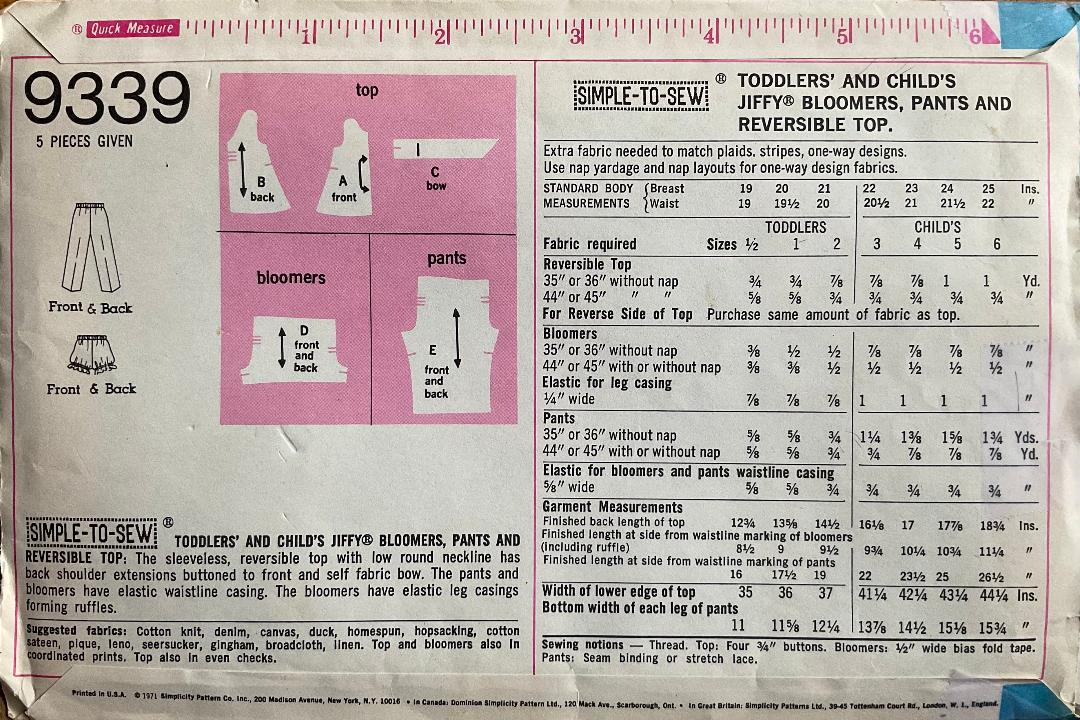 ® Quick Measure 1 2 3 4 5 6
9339
5 PIECES GIVEN
Front & Back
Front & Back
top
B
back
A
front
C
bow
bloomers
D
front
and
back
pants
E
front
and
back
SIMPLE-TO-SEW ® TODDLERS' AND CHILD'S JIFFY® BLOOMERS, PANTS AND
REVERSIBLE TOP: The sleeveless, reversible top with low round neckline has
back shoulder extensions buttoned to front and self fabric bow. The pants and
bloomers have elastic waistline casing. The bloomers have elastic leg casings
forming ruffles.
Suggested fabrics: Cotton knit, denim, canvas, duck, homespun, hopsacking, cotton
sateen, pique, leno, seersucker, gingham, broadcloth, linen. Top and bloomers also in
coordinated prints. Top also in even checks.
SIMPLE-TO-SEW ® TODDLERS' AND CHILD'S
JIFFY® BLOOMERS, PANTS AND
REVERSIBLE TOP.
Extra fabric needed to match plaids. stripes, one-way designs.
Use nap yardage and nap layouts for one-way design fabrics.
STANDARD BODY { Breast 19 20 21 22 23 24 25 Ins.
MEASUREMENTS { Waist 19 19½ 20 20½ 21 21½ 22 "
TODDLERS CHILD'S
Fabric required Sizes ½ 1 2 3 4 5 6
Reversible Top
35" or 36" without nap ¾ ¾ ⅞ ⅞ ⅞ 1 1 Yd.
44" or 45" " " ⅝ ⅝ ¾ ¾ ¾ ¾ ¾ "
For Reverse Side of Top Purchase same amount of fabric as top.
Bloomers
35" or 36" without nap ⅜ ½ ½ ⅞ ⅞ ⅞ ⅞ "
44" or 45" with or without nap ⅜ ⅜ ½ ½ ½ ½ ½ "
Elastic for leg casing
¼" wide ⅞ ⅞ ⅞ 1 1 1 1 "
Pants
35" or 36" without nap ⅝ ⅝ ¾ 1¼ 1⅜ 1⅝ 1¾ Yds.
44" or 45" with or without nap ⅝ ⅝ ¾ ¾ ⅞ ⅞ ⅞ Yd.
Elastic for bloomers and pants waistline casing
⅝" wide ⅝ ⅝ ¾ ¾ ¾ ¾ ¾ "
Garment Measurements
Finished back length of top 12¾ 13⅝ 14½ 16⅛ 17 17⅞ 18¾ Ins.
Finished length at side from waistline marking of bloomers
(including ruffle) 8½ 9 9½ 9¾ 10¼ 10¾ 11¼ "
Finished length at side from waistline marking of pants
16 17½ 19 22 23½ 25 26½ "
Width of lower edge of top 35 36 37 41¼ 42¼ 43¼ 44¼ Ins.
Bottom width of each leg of pants
11 11⅝ 12¼ 13⅞ 14½ 15⅛ 15¾ "
Sewing notions — Thread. Top: Four ¾" buttons. Bloomers: ½" wide bias fold tape.
Pants: Seam binding or stretch lace.
Printed in U.S.A. © 1971 Simplicity Pattern Co. Inc., 200 Madison Avenue, New York, N.Y. 10016 • In Canada: Dominion Simplicity Pattern Ltd., 120 Mack Ave., Scarborough, Ont. • In Great Britain: Simplicity Patterns Ltd., 39-45 Tottenham Court Rd., London, W. I., England.